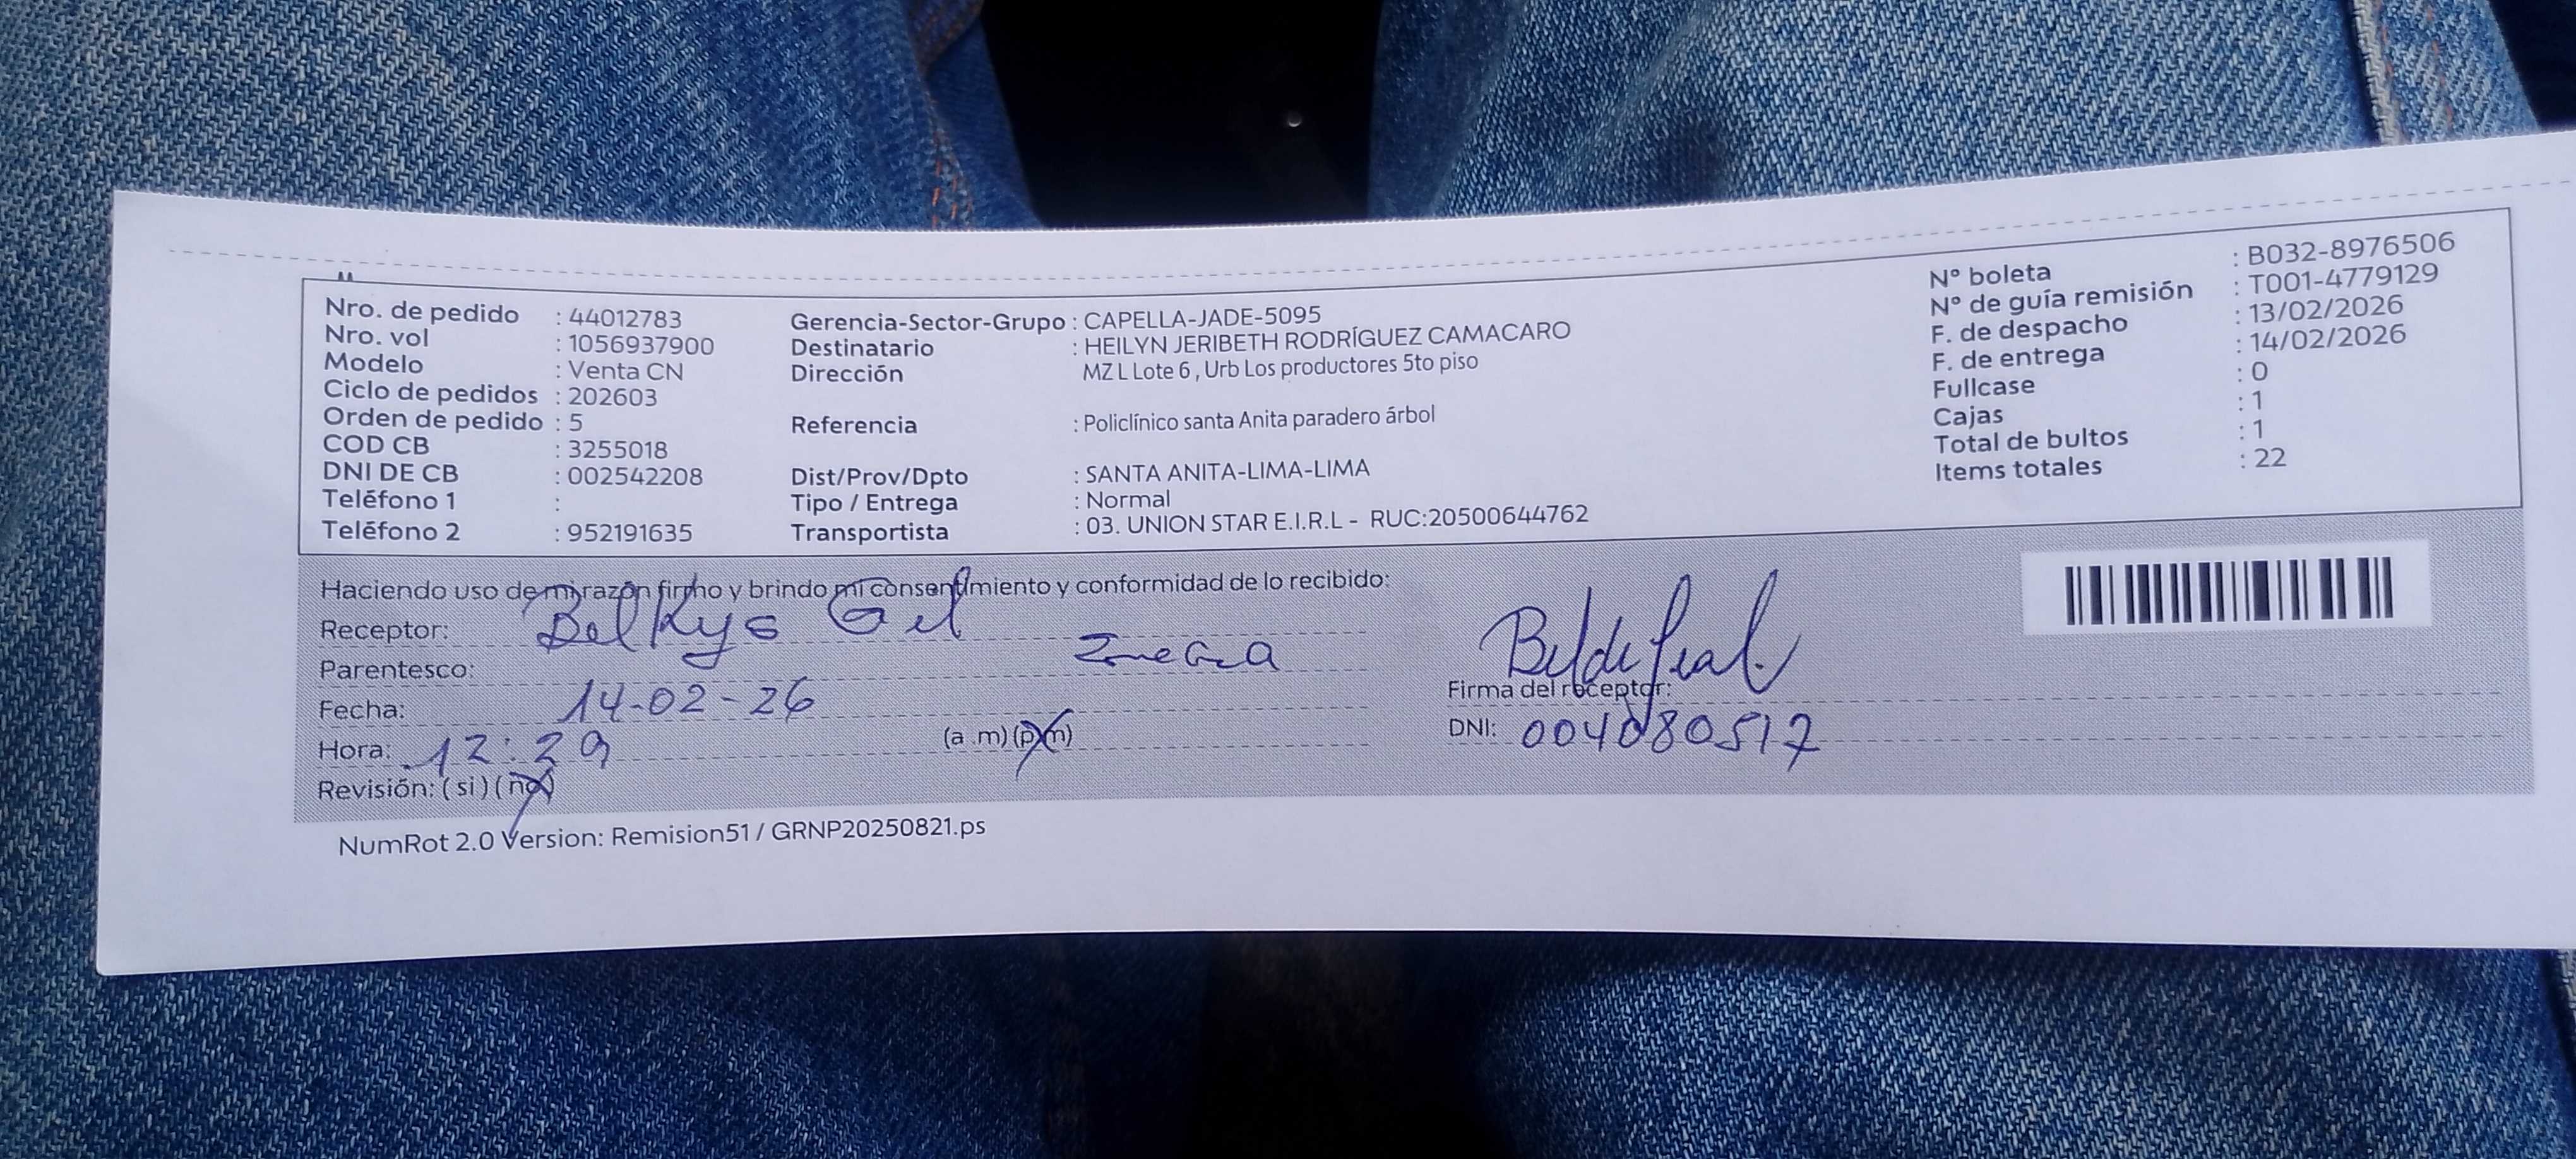 Nro. de pedido : 44012783
Nro. vol : 1056937900
Modelo : Venta CN
Ciclo de pedidos : 202603
Orden de pedido : 5
COD CB : 3255018
DNI DE CB : 002542208
Teléfono 1 :
Teléfono 2 : 952191635
Gerencia-Sector-Grupo : CAPELLA-JADE-5095
Destinatario : HEILYN JERIBETH RODRÍGUEZ CAMACARO
Dirección MZ L Lote 6 , Urb Los productores 5to piso
Referencia : Policlínico santa Anita paradero árbol
Dist/Prov/Dpto : SANTA ANITA-LIMA-LIMA
Tipo / Entrega : Normal
Transportista : 03. UNION STAR E.I.R.L - RUC:20500644762
N° boleta : B032-8976506
N° de guía remisión : T001-4779129
F. de despacho : 13/02/2026
F. de entrega : 14/02/2026
Fullcase : 0
Cajas : 1
Total de bultos : 1
Items totales : 22
Haciendo uso de mi razón firmo y brindo mi consentimiento y conformidad de lo recibido:
Receptor: Belkys Gil
Parentesco:
Fecha: 14-02-26
Hora: 12:29 (a .m) (p.m)
Revisión: ( si ) ( no )
Firma del receptor:
DNI: 004080517
NumRot 2.0 Version: Remision51 / GRNP20250821.ps